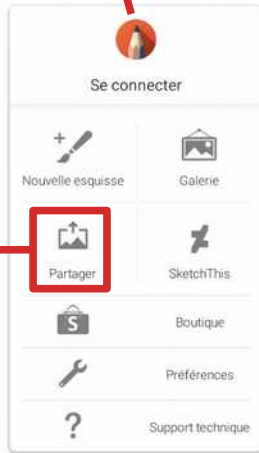 Se connecter
Nouvelle esquisse
Galerie
Partager
SketchThis
S
Boutique
Préférences
Support technique